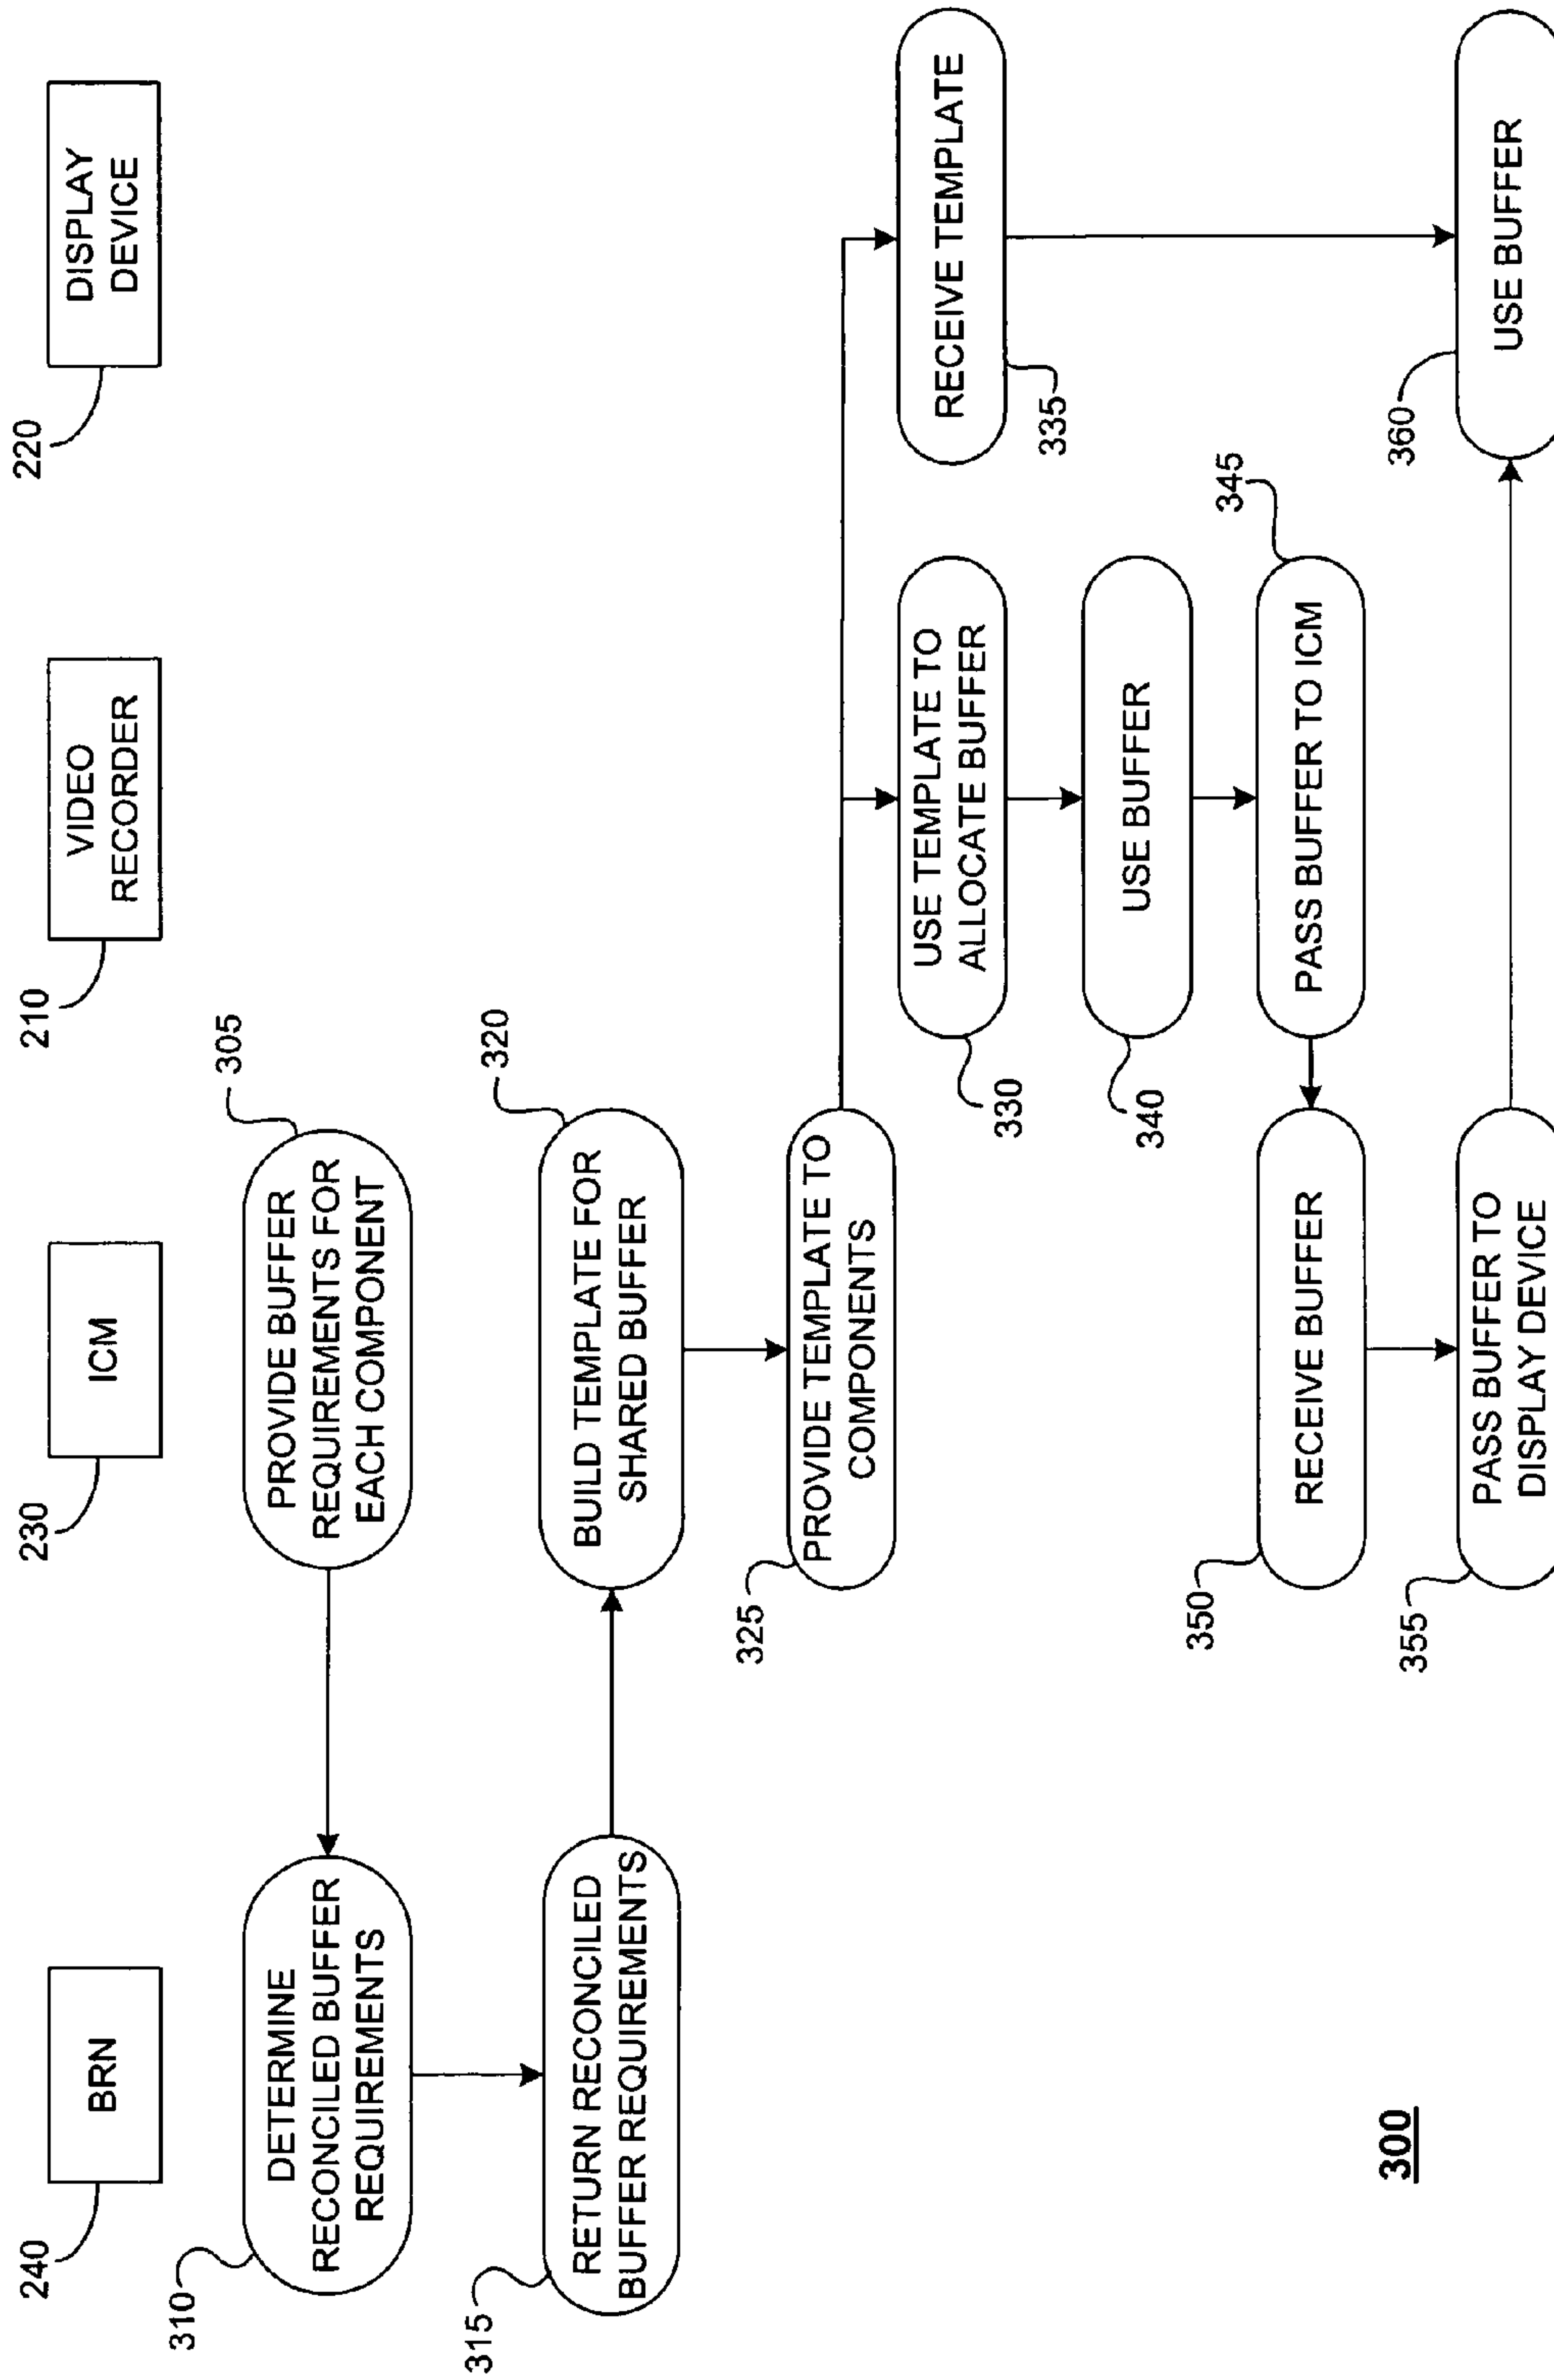 240
BRN
230
ICM
210
VIDEO
RECORDER
220
DISPLAY
DEVICE
305
PROVIDE BUFFER
REQUIREMENTS FOR
EACH COMPONENT
310
DETERMINE
RECONCILED BUFFER
REQUIREMENTS
315
RETURN RECONCILED
BUFFER REQUIREMENTS
320
BUILD TEMPLATE FOR
SHARED BUFFER
325
PROVIDE TEMPLATE TO
COMPONENTS
330
USE TEMPLATE TO
ALLOCATE BUFFER
335
RECEIVE TEMPLATE
340
USE BUFFER
345
PASS BUFFER TO ICM
350
RECEIVE BUFFER
355
PASS BUFFER TO
DISPLAY DEVICE
360
USE BUFFER
300